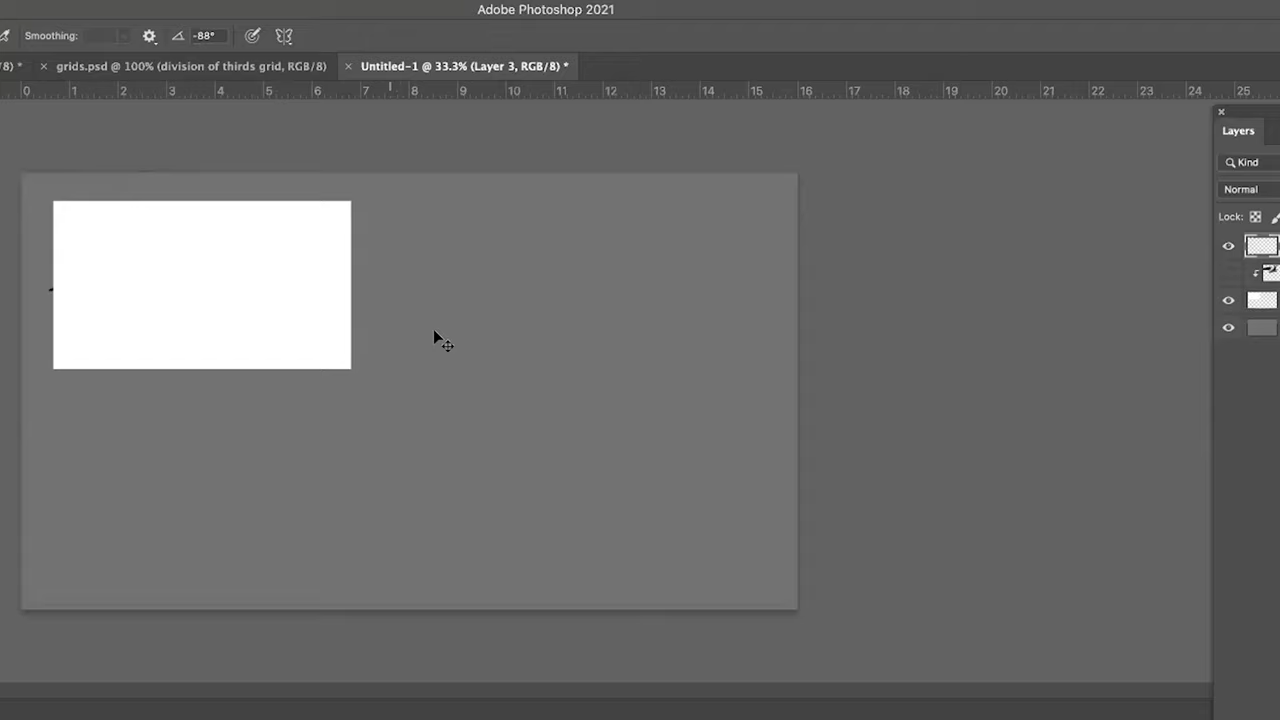 Adobe Photoshop 2021
Smoothing: -88°
/8) * × grids.psd @ 100% (division of thirds grid, RGB/8) × Untitled-1 @ 33.3% (Layer 3, RGB/8) *
0 1 2 3 4 5 6 7 8 9 10 11 12 13 14 15 16 17 18 19 20 21 22 23 24 25
Layers
Kind
Normal
Lock: